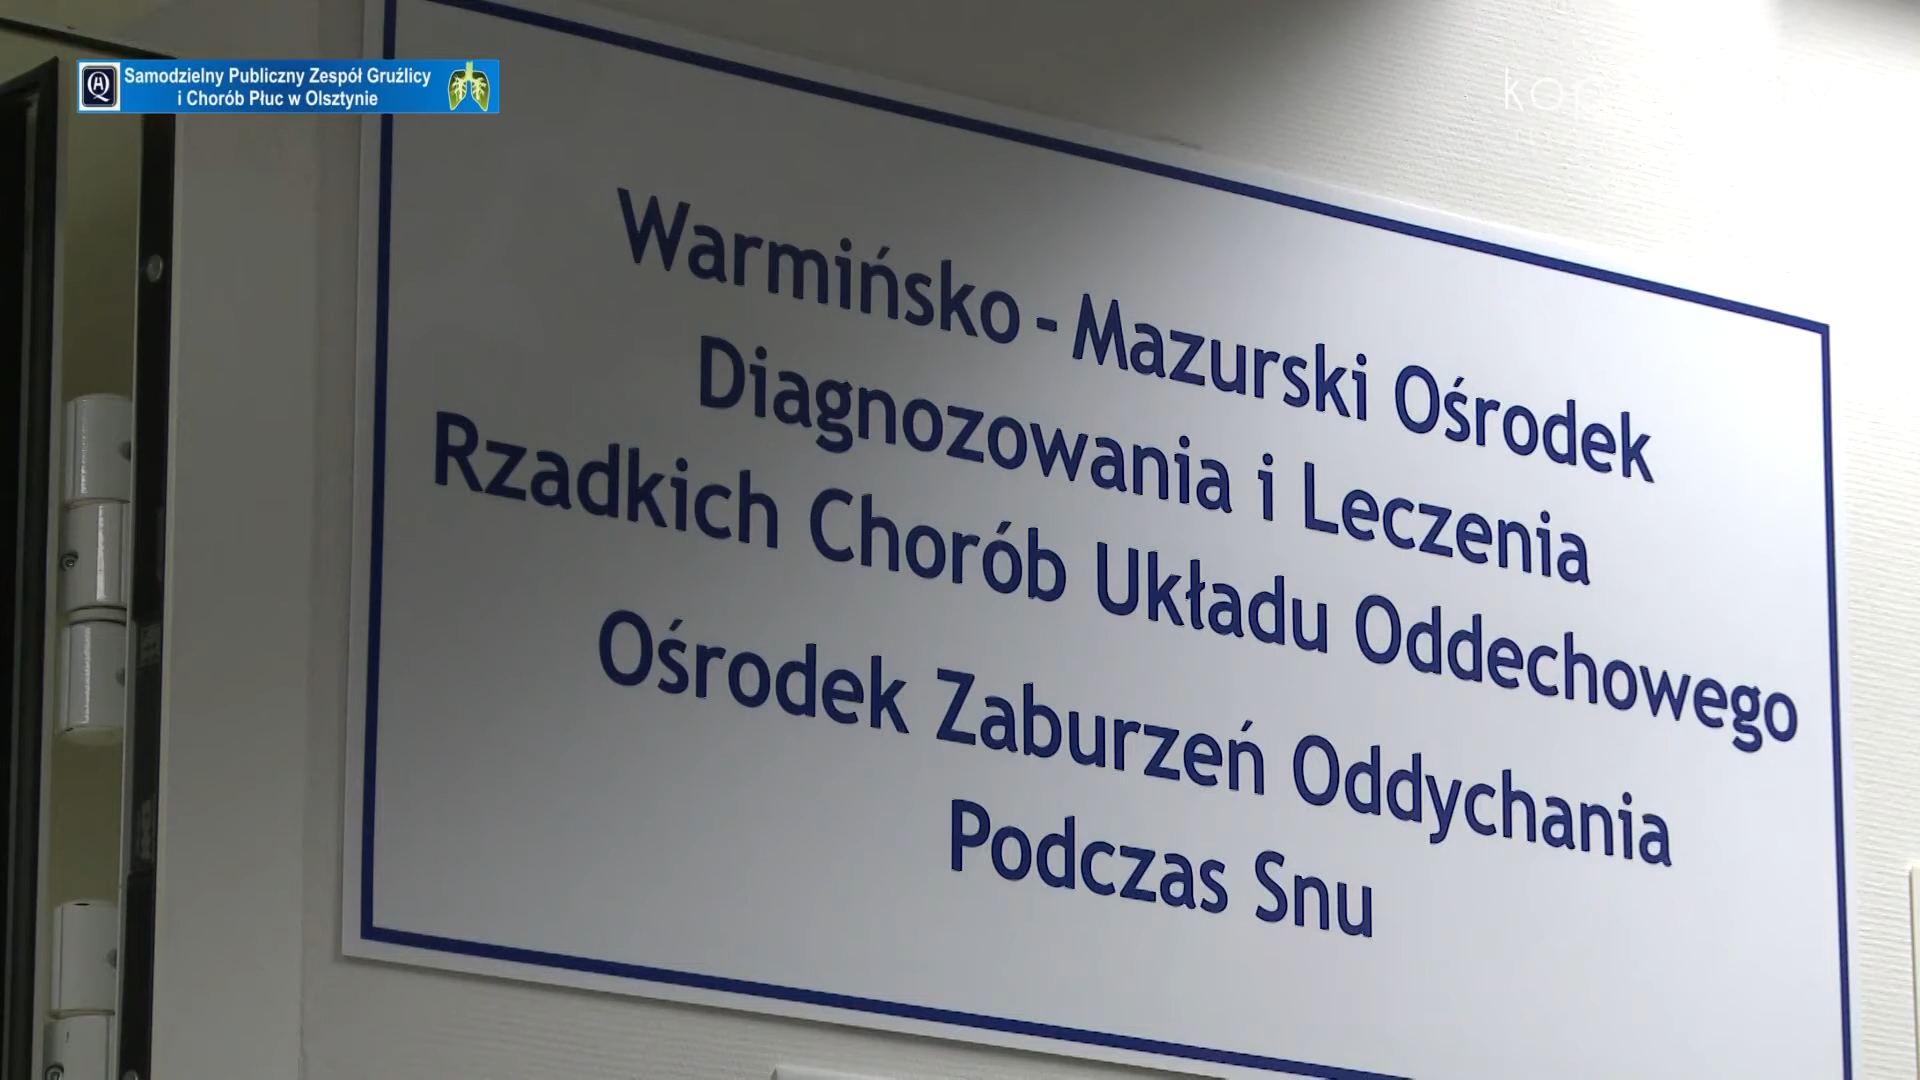 Samodzielny Publiczny Zespół Gruźlicy
i Chorób Płuc w Olsztynie
Warmińsko - Mazurski Ośrodek
Diagnozowania i Leczenia
Rzadkich Chorób Układu Oddechowego
Ośrodek Zaburzeń Oddychania
Podczas Snu